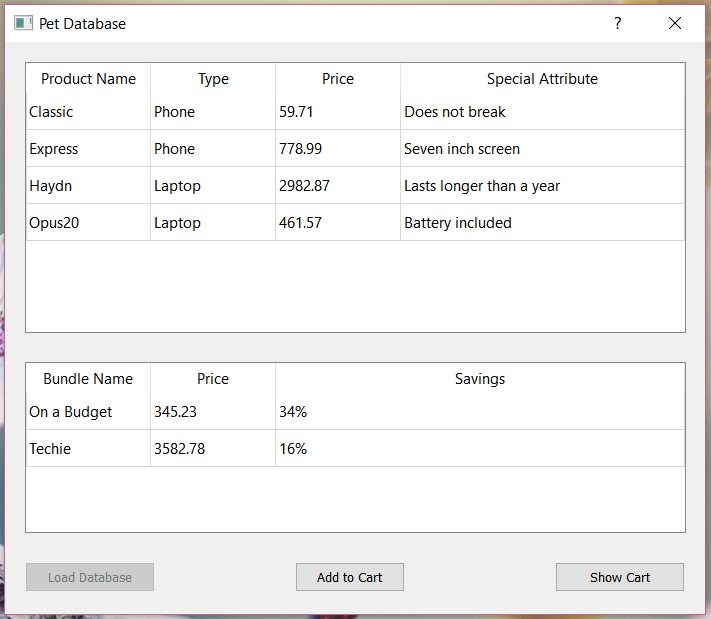 Pet Database ?
Product Name Type Price Special Attribute
Classic Phone 59.71 Does not break
Express Phone 778.99 Seven inch screen
Haydn Laptop 2982.87 Lasts longer than a year
Opus20 Laptop 461.57 Battery included
Bundle Name Price Savings
On a Budget 345.23 34%
Techie 3582.78 16%
Load Database Add to Cart Show Cart